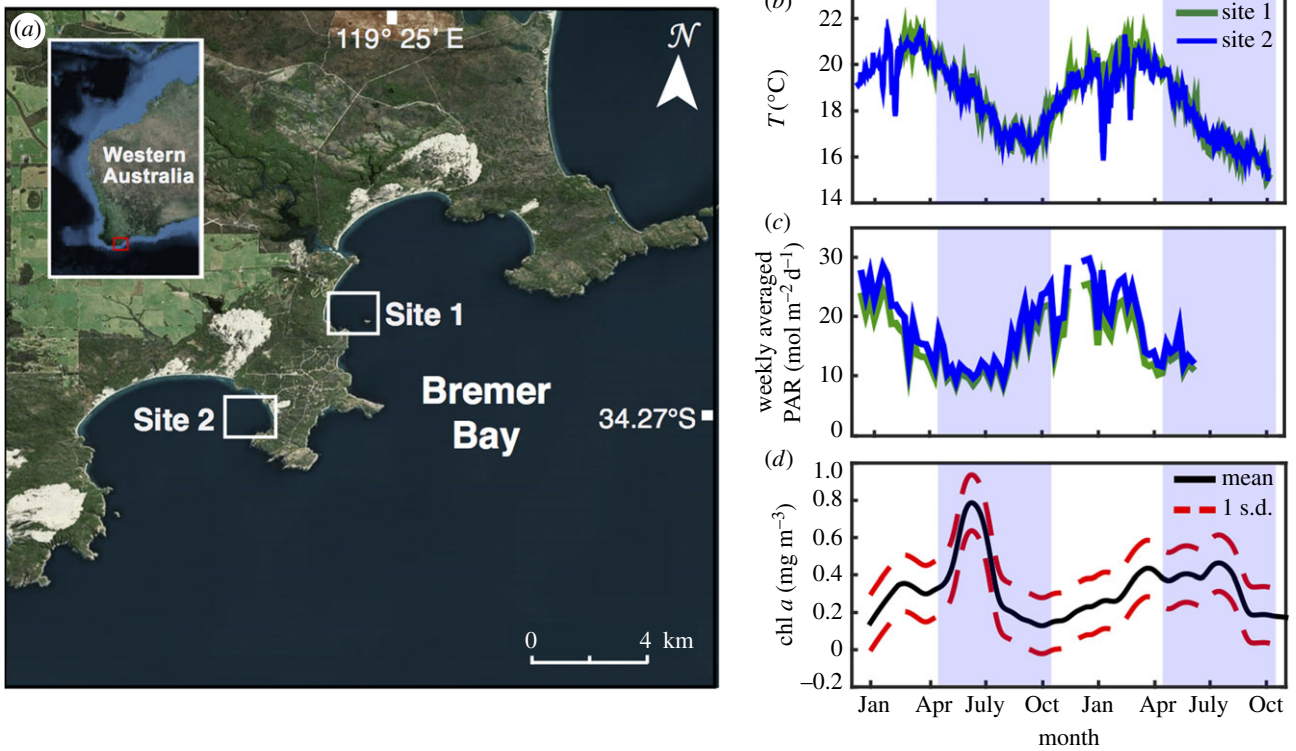 (a)
119° 25' E
N
Western
Australia
Site 1
Bremer
Bay
Site 2
34.27°S
0 4 km
(b)
22
20
18
16
14
T (°C)
site 1
site 2
(c)
30
20
10
0
weekly averaged
PAR (mol m–2 d–1)
(d)
1.0
0.8
0.6
0.4
0.2
0
–0.2
chl a (mg m–3)
mean
1 s.d.
Jan Apr July Oct Jan Apr July Oct
month